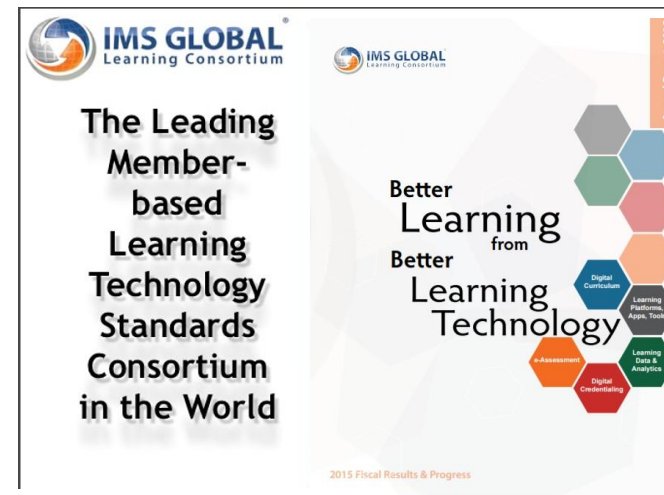 IMS GLOBAL®
Learning Consortium
The Leading
Member-
based
Learning
Technology
Standards
Consortium
in the World
IMS GLOBAL
Learning Consortium
Better
Learning
from
Better
Learning
Technology
Digital
Curriculum
Learning
Platforms,
Apps, Tools
e-Assessment
Learning
Data &
Analytics
Digital
Credentialing
2015 Fiscal Results & Progress